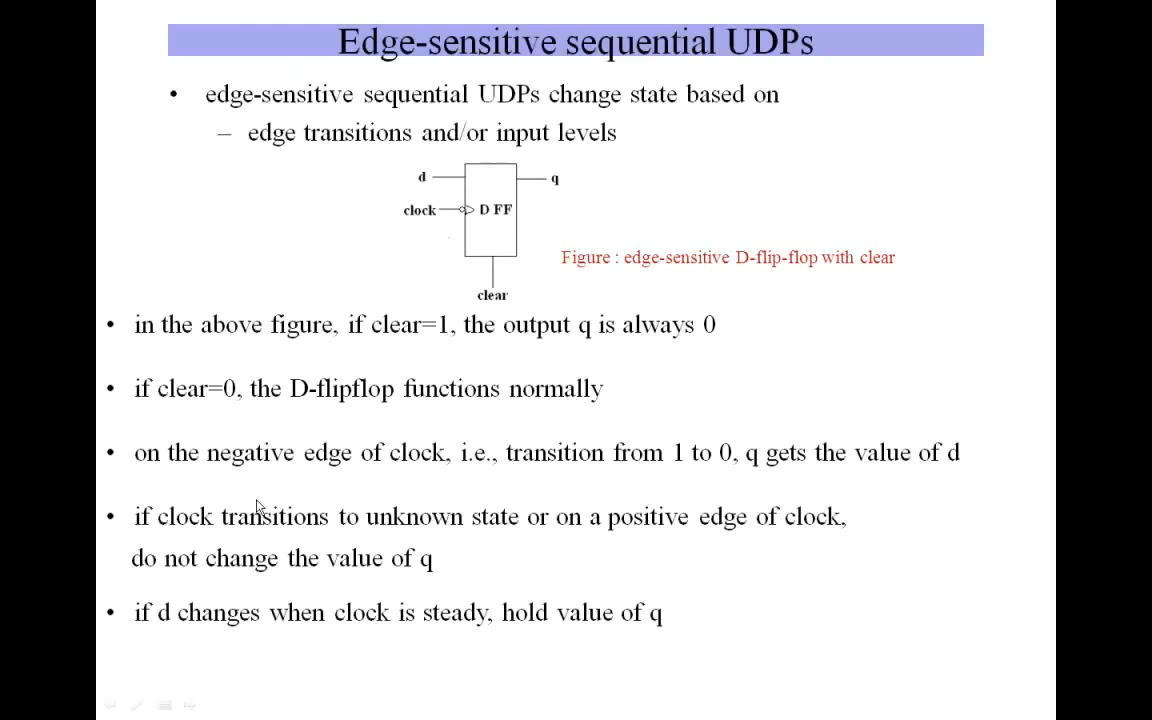 Edge-sensitive sequential UDPs
• edge-sensitive sequential UDPs change state based on
– edge transitions and/or input levels
d
q
clock
D FF
Figure : edge-sensitive D-flip-flop with clear
clear
• in the above figure, if clear=1, the output q is always 0
• if clear=0, the D-flipflop functions normally
• on the negative edge of clock, i.e., transition from 1 to 0, q gets the value of d
• if clock transitions to unknown state or on a positive edge of clock,
do not change the value of q
• if d changes when clock is steady, hold value of q